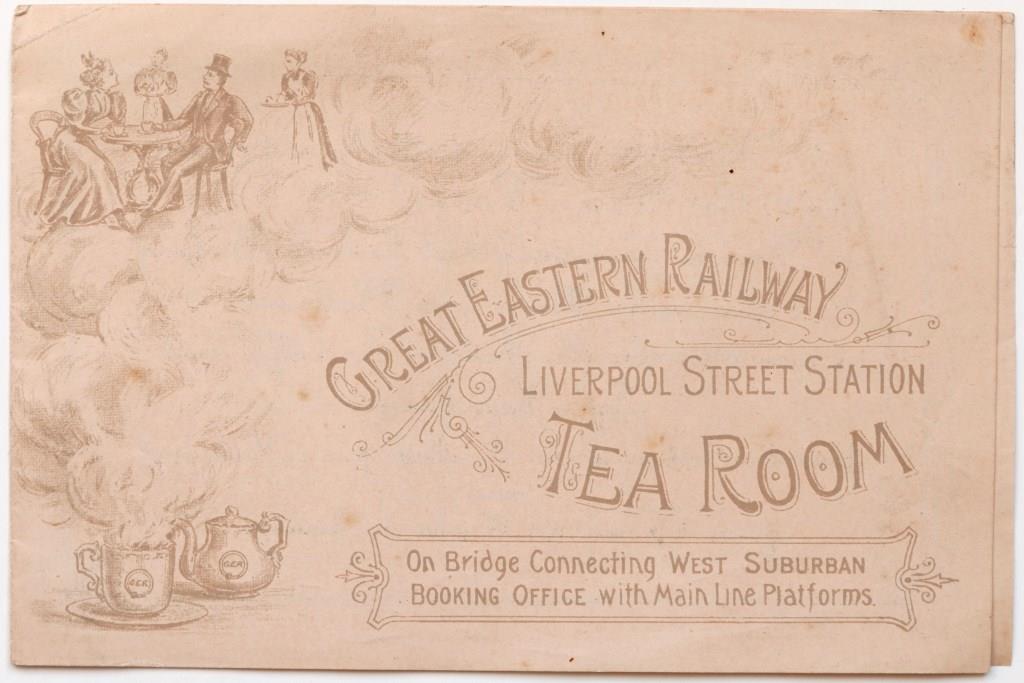 GREAT EASTERN RAILWAY
LIVERPOOL STREET STATION
TEA ROOM
On Bridge Connecting WEST SUBURBAN
BOOKING OFFICE with Main Line Platforms.
G.E.R.
G.E.R.